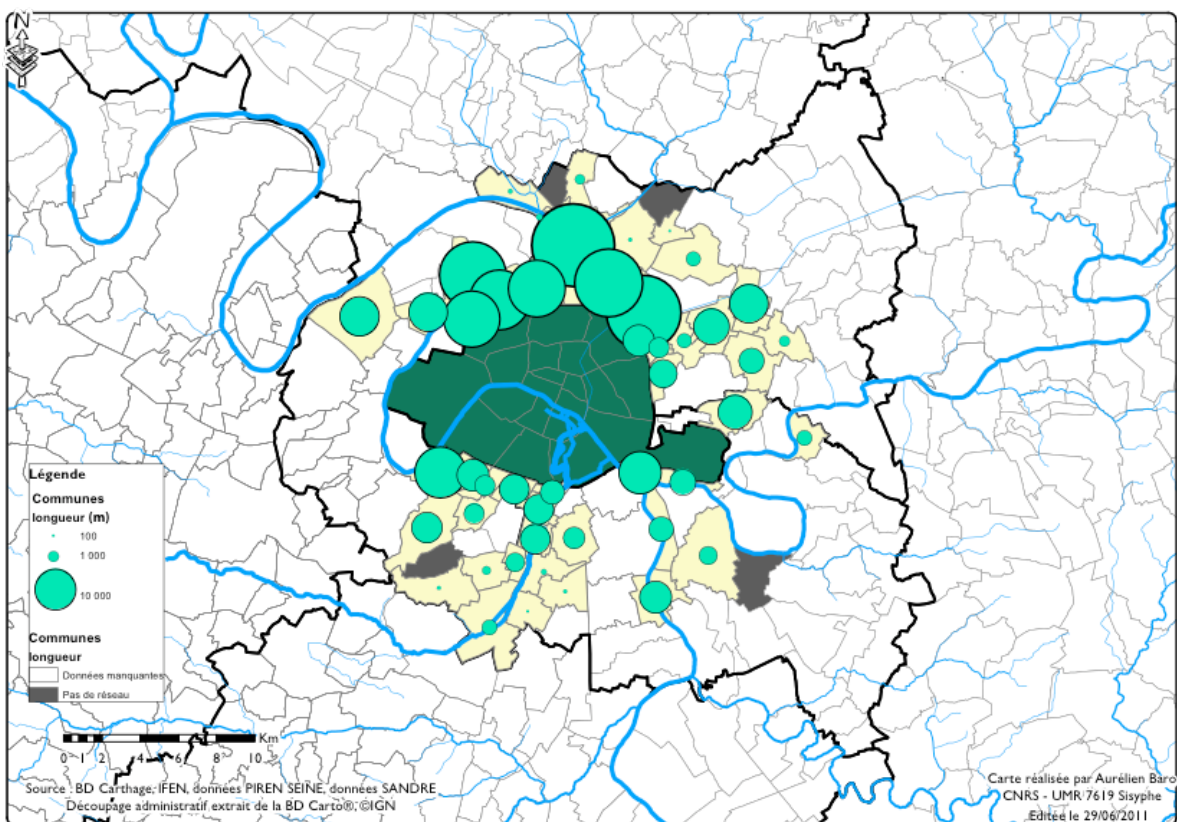 N
Légende
Communes
longueur (m)
100
1 000
10 000
Communes
longueur
Données manquantes
Pas de réseau
Km
0 1 2 4 6 8 10
Source : BD Carthage, IFEN, données PIREN SEINE, données SANDRE
Découpage administratif extrait de la BD Carto®, ©IGN
Carte réalisée par Aurélien Baro
CNRS - UMR 7619 Sisyphe
Editée le 29/06/2011